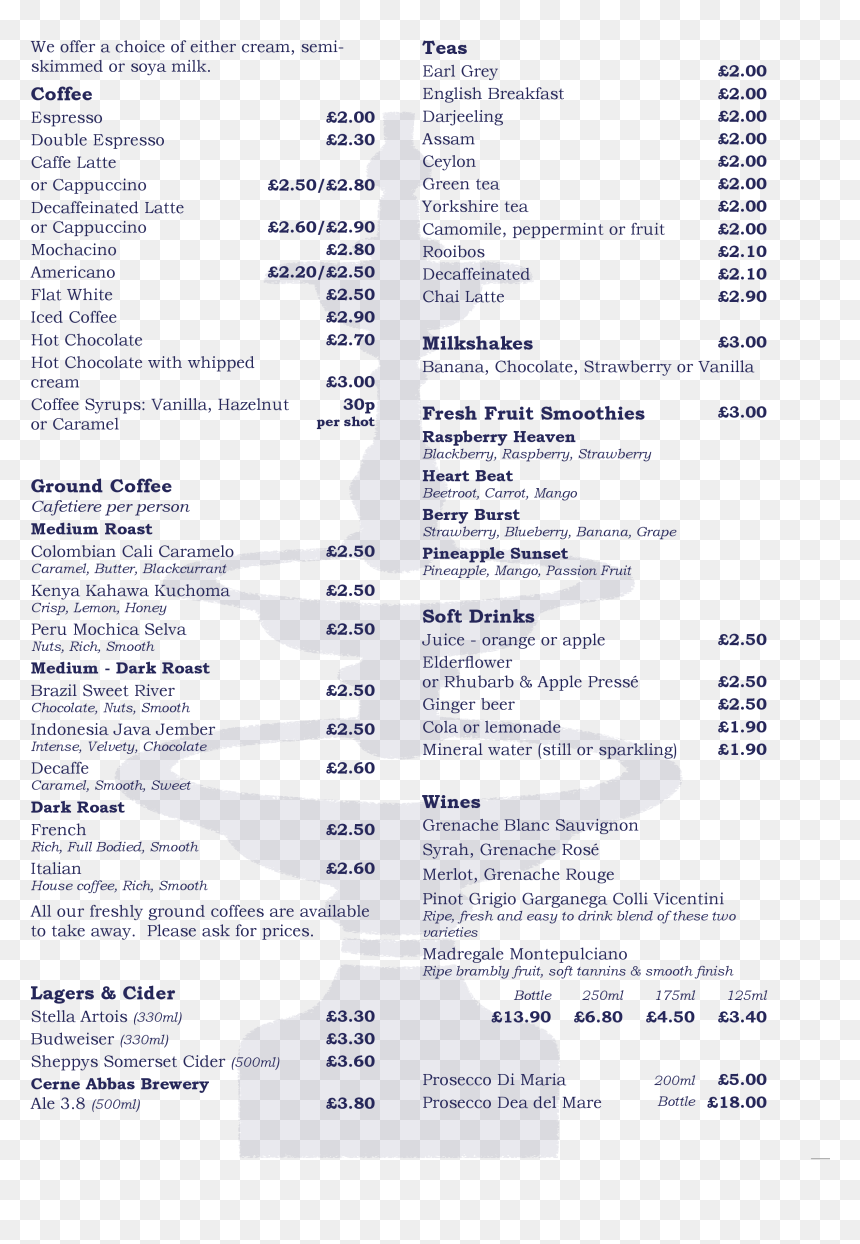 We offer a choice of either cream, semi-
skimmed or soya milk.
Coffee
Espresso £2.00
Double Espresso £2.30
Caffe Latte
or Cappuccino £2.50/£2.80
Decaffeinated Latte
or Cappuccino £2.60/£2.90
Mochacino £2.80
Americano £2.20/£2.50
Flat White £2.50
Iced Coffee £2.90
Hot Chocolate £2.70
Hot Chocolate with whipped
cream £3.00
Coffee Syrups: Vanilla, Hazelnut 30p
or Caramel per shot
Ground Coffee
Cafetiere per person
Medium Roast
Colombian Cali Caramelo £2.50
Caramel, Butter, Blackcurrant
Kenya Kahawa Kuchoma £2.50
Crisp, Lemon, Honey
Peru Mochica Selva £2.50
Nuts, Rich, Smooth
Medium - Dark Roast
Brazil Sweet River £2.50
Chocolate, Nuts, Smooth
Indonesia Java Jember £2.50
Intense, Velvety, Chocolate
Decaffe £2.60
Caramel, Smooth, Sweet
Dark Roast
French £2.50
Rich, Full Bodied, Smooth
Italian £2.60
House coffee, Rich, Smooth
All our freshly ground coffees are available
to take away. Please ask for prices.
Lagers & Cider
Stella Artois (330ml) £3.30
Budweiser (330ml) £3.30
Sheppys Somerset Cider (500ml) £3.60
Cerne Abbas Brewery
Ale 3.8 (500ml) £3.80
Teas
Earl Grey £2.00
English Breakfast £2.00
Darjeeling £2.00
Assam £2.00
Ceylon £2.00
Green tea £2.00
Yorkshire tea £2.00
Camomile, peppermint or fruit £2.00
Rooibos £2.10
Decaffeinated £2.10
Chai Latte £2.90
Milkshakes £3.00
Banana, Chocolate, Strawberry or Vanilla
Fresh Fruit Smoothies £3.00
Raspberry Heaven
Blackberry, Raspberry, Strawberry
Heart Beat
Beetroot, Carrot, Mango
Berry Burst
Strawberry, Blueberry, Banana, Grape
Pineapple Sunset
Pineapple, Mango, Passion Fruit
Soft Drinks
Juice - orange or apple £2.50
Elderflower
or Rhubarb & Apple Pressé £2.50
Ginger beer £2.50
Cola or lemonade £1.90
Mineral water (still or sparkling) £1.90
Wines
Grenache Blanc Sauvignon
Syrah, Grenache Rosé
Merlot, Grenache Rouge
Pinot Grigio Garganega Colli Vicentini
Ripe, fresh and easy to drink blend of these two
varieties
Madregale Montepulciano
Ripe brambly fruit, soft tannins & smooth finish
Bottle 250ml 175ml 125ml
£13.90 £6.80 £4.50 £3.40
Prosecco Di Maria 200ml £5.00
Prosecco Dea del Mare Bottle £18.00